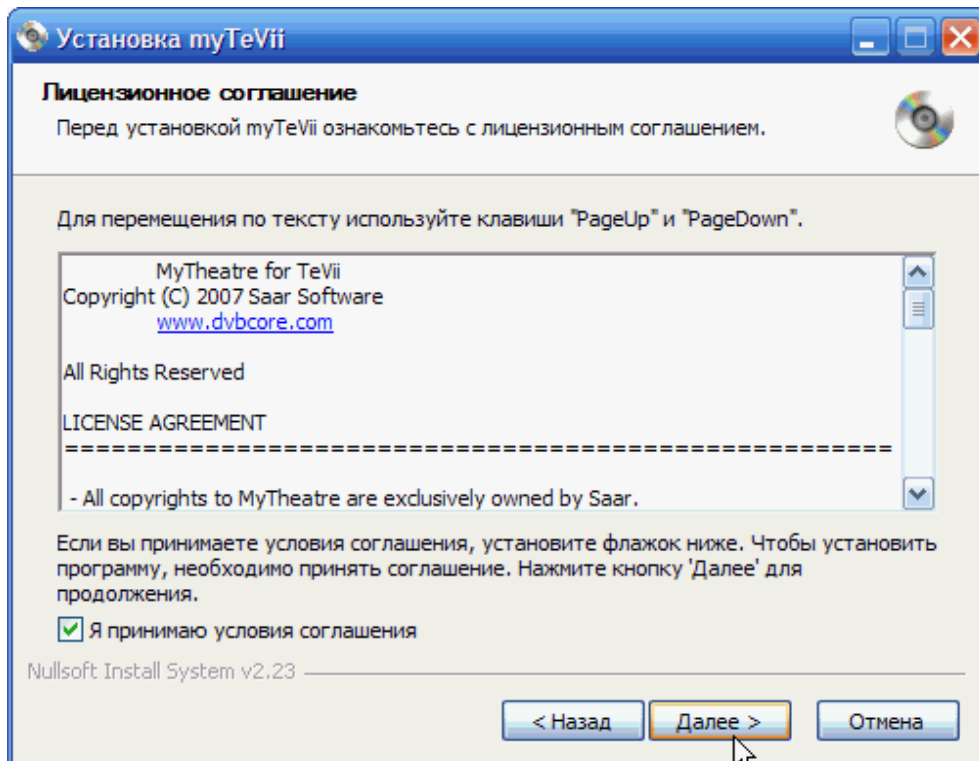 Установка myTeVii
Лицензионное соглашение
Перед установкой myTeVii ознакомьтесь с лицензионным соглашением.
Для перемещения по тексту используйте клавиши "PageUp" и "PageDown".
MyTheatre for TeVii
Copyright (C) 2007 Saar Software
www.dvbcore.com
All Rights Reserved
LICENSE AGREEMENT
=====================================================
- All copyrights to MyTheatre are exclusively owned by Saar.
Если вы принимаете условия соглашения, установите флажок ниже. Чтобы установить
программу, необходимо принять соглашение. Нажмите кнопку 'Далее' для
продолжения.
Я принимаю условия соглашения
Nullsoft Install System v2.23
< Назад
Далее >
Отмена